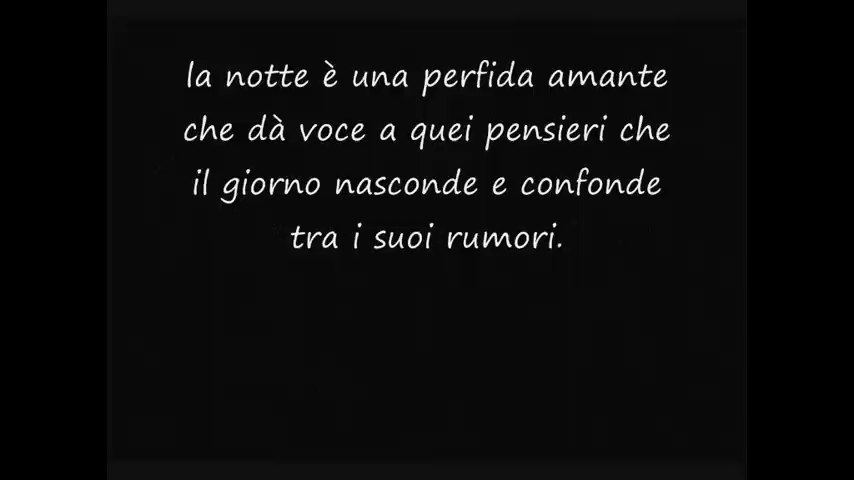 la notte è una perfida amante
che dà voce a quei pensieri che
il giorno nasconde e confonde
tra i suoi rumori.